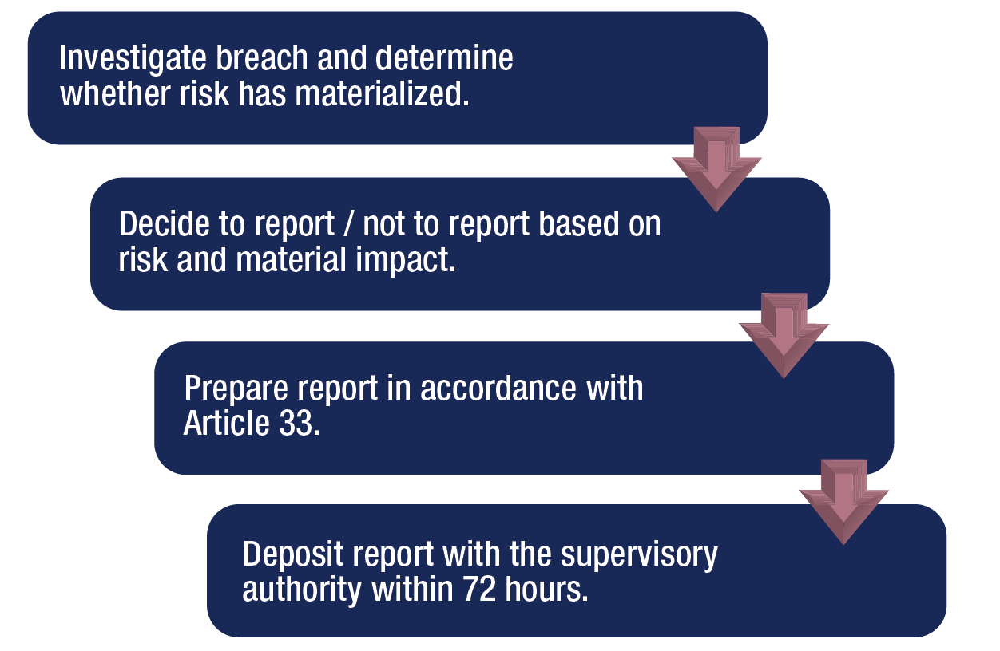 Investigate breach and determine
whether risk has materialized.
Decide to report / not to report based on
risk and material impact.
Prepare report in accordance with
Article 33.
Deposit report with the supervisory
authority within 72 hours.